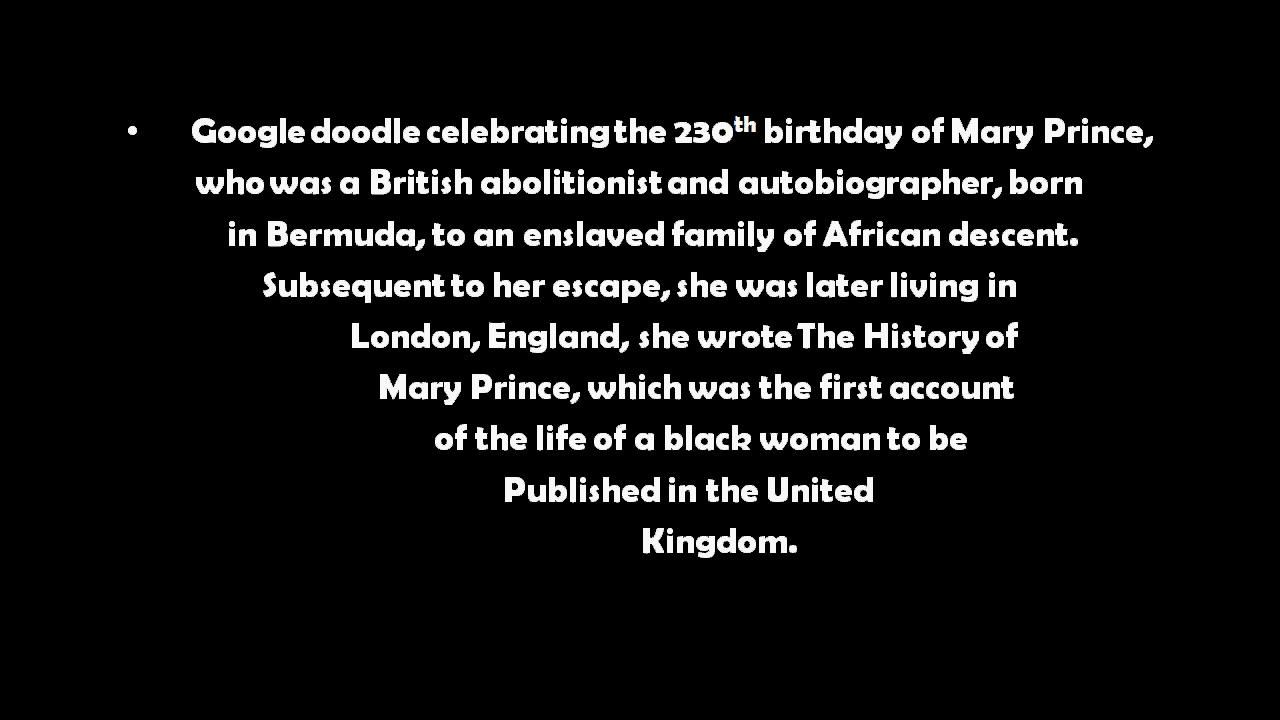 • Google doodle celebrating the 230th birthday of Mary Prince,
who was a British abolitionist and autobiographer, born
in Bermuda, to an enslaved family of African descent.
Subsequent to her escape, she was later living in
London, England, she wrote The History of
Mary Prince, which was the first account
of the life of a black woman to be
Published in the United
Kingdom.